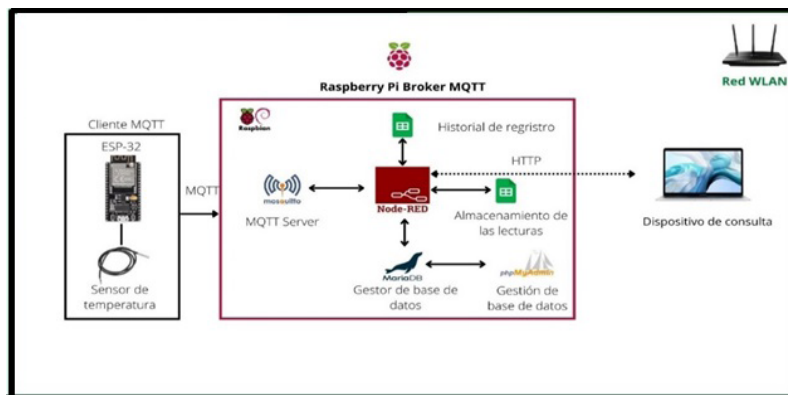 Raspberry Pi Broker MQTT
Red WLAN
Cliente MQTT
ESP-32
Sensor de
temperatura
MQTT
Raspbian
Historial de regristro
HTTP
mosquitto
MQTT Server
Node-RED
Almacenamiento de
las lecturas
Dispositivo de consulta
MariaDB
Gestor de base de
datos
phpMyAdmin
Gestión de
base de datos